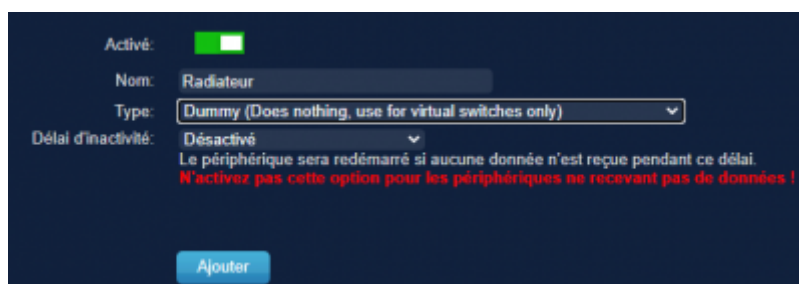 Activé:
Nom: Radiateur
Type: Dummy (Does nothing, use for virtual switches only)
Délai d'inactivité: Désactivé
Le périphérique sera redémarré si aucune donnée n'est reçue pendant ce délai.
N'activez pas cette option pour les périphériques ne recevant pas de données !
Ajouter